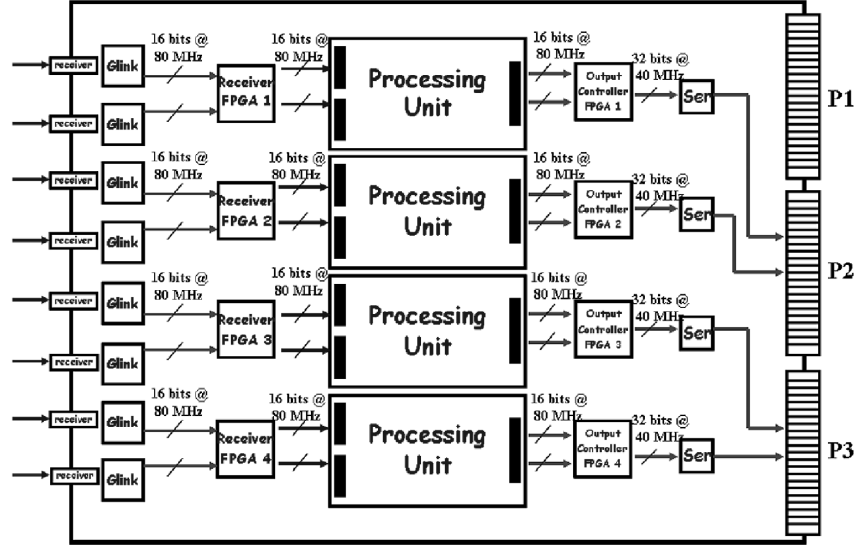 16 bits @
80 MHz
16 bits @
80 MHz
16 bits @
80 MHz
32 bits @
40 MHz
receiver
Glink
Receiver
FPGA 1
Processing
Unit
Output
Controller
FPGA 1
Ser
P1
receiver
Glink
16 bits @
80 MHz
16 bits @
80 MHz
16 bits @
80 MHz
32 bits @
40 MHz
receiver
Glink
Receiver
FPGA 2
Processing
Unit
Output
Controller
FPGA 2
Ser
receiver
Glink
P2
16 bits @
80 MHz
16 bits @
80 MHz
16 bits @
80 MHz
32 bits @
40 MHz
receiver
Glink
Receiver
FPGA 3
Processing
Unit
Output
Controller
FPGA 3
Ser
receiver
Glink
16 bits @
80 MHz
16 bits @
80 MHz
16 bits @
80 MHz
32 bits @
40 MHz
receiver
Glink
Receiver
FPGA 4
Processing
Unit
Output
Controller
FPGA 4
Ser
P3
receiver
Glink